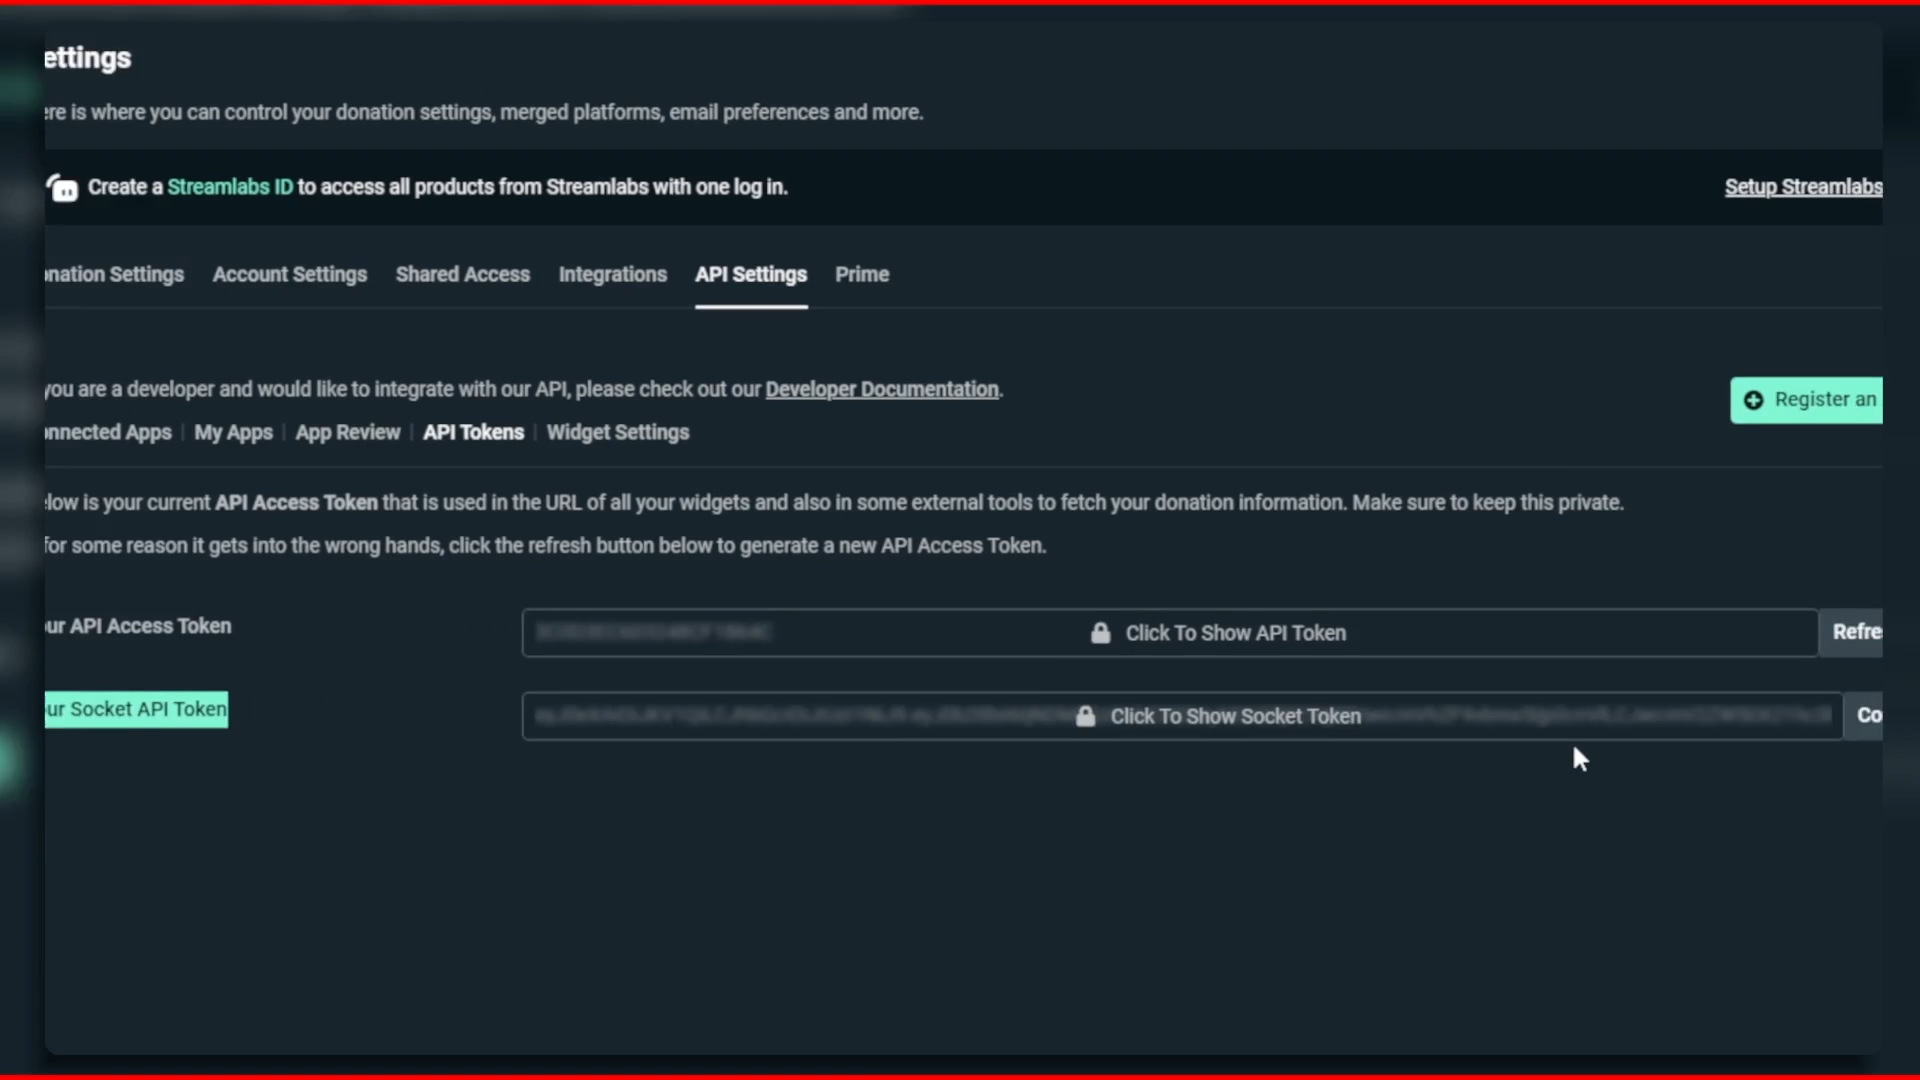 ettings
ere is where you can control your donation settings, merged platforms, email preferences and more.
Create a Streamlabs ID to access all products from Streamlabs with one log in.
Setup Streamlabs
onation Settings Account Settings Shared Access Integrations API Settings Prime
you are a developer and would like to integrate with our API, please check out our Developer Documentation.
Register an
onnected Apps | My Apps | App Review | API Tokens | Widget Settings
elow is your current API Access Token that is used in the URL of all your widgets and also in some external tools to fetch your donation information. Make sure to keep this private.
for some reason it gets into the wrong hands, click the refresh button below to generate a new API Access Token.
our API Access Token
Click To Show API Token
Refre
our Socket API Token
Click To Show Socket Token
Co